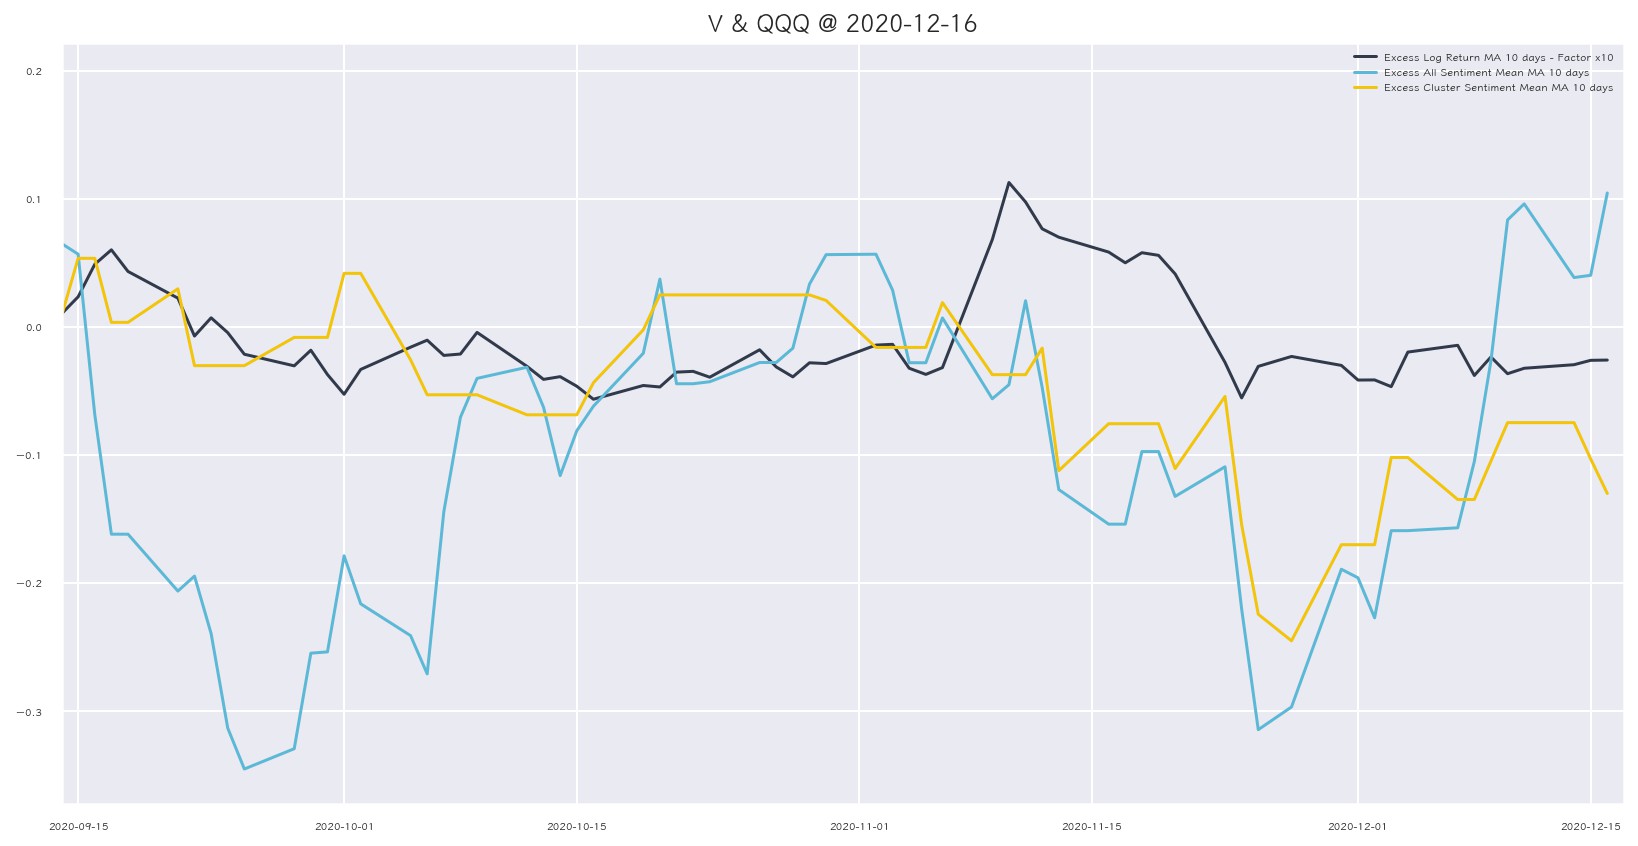 V & QQQ @ 2020-12-16
Excess Log Return MA 10 days - Factor x10
Excess All Sentiment Mean MA 10 days
Excess Cluster Sentiment Mean MA 10 days
0.2
0.1
0.0
−0.1
−0.2
−0.3
2020-09-15 2020-10-01 2020-10-15 2020-11-01 2020-11-15 2020-12-01 2020-12-15